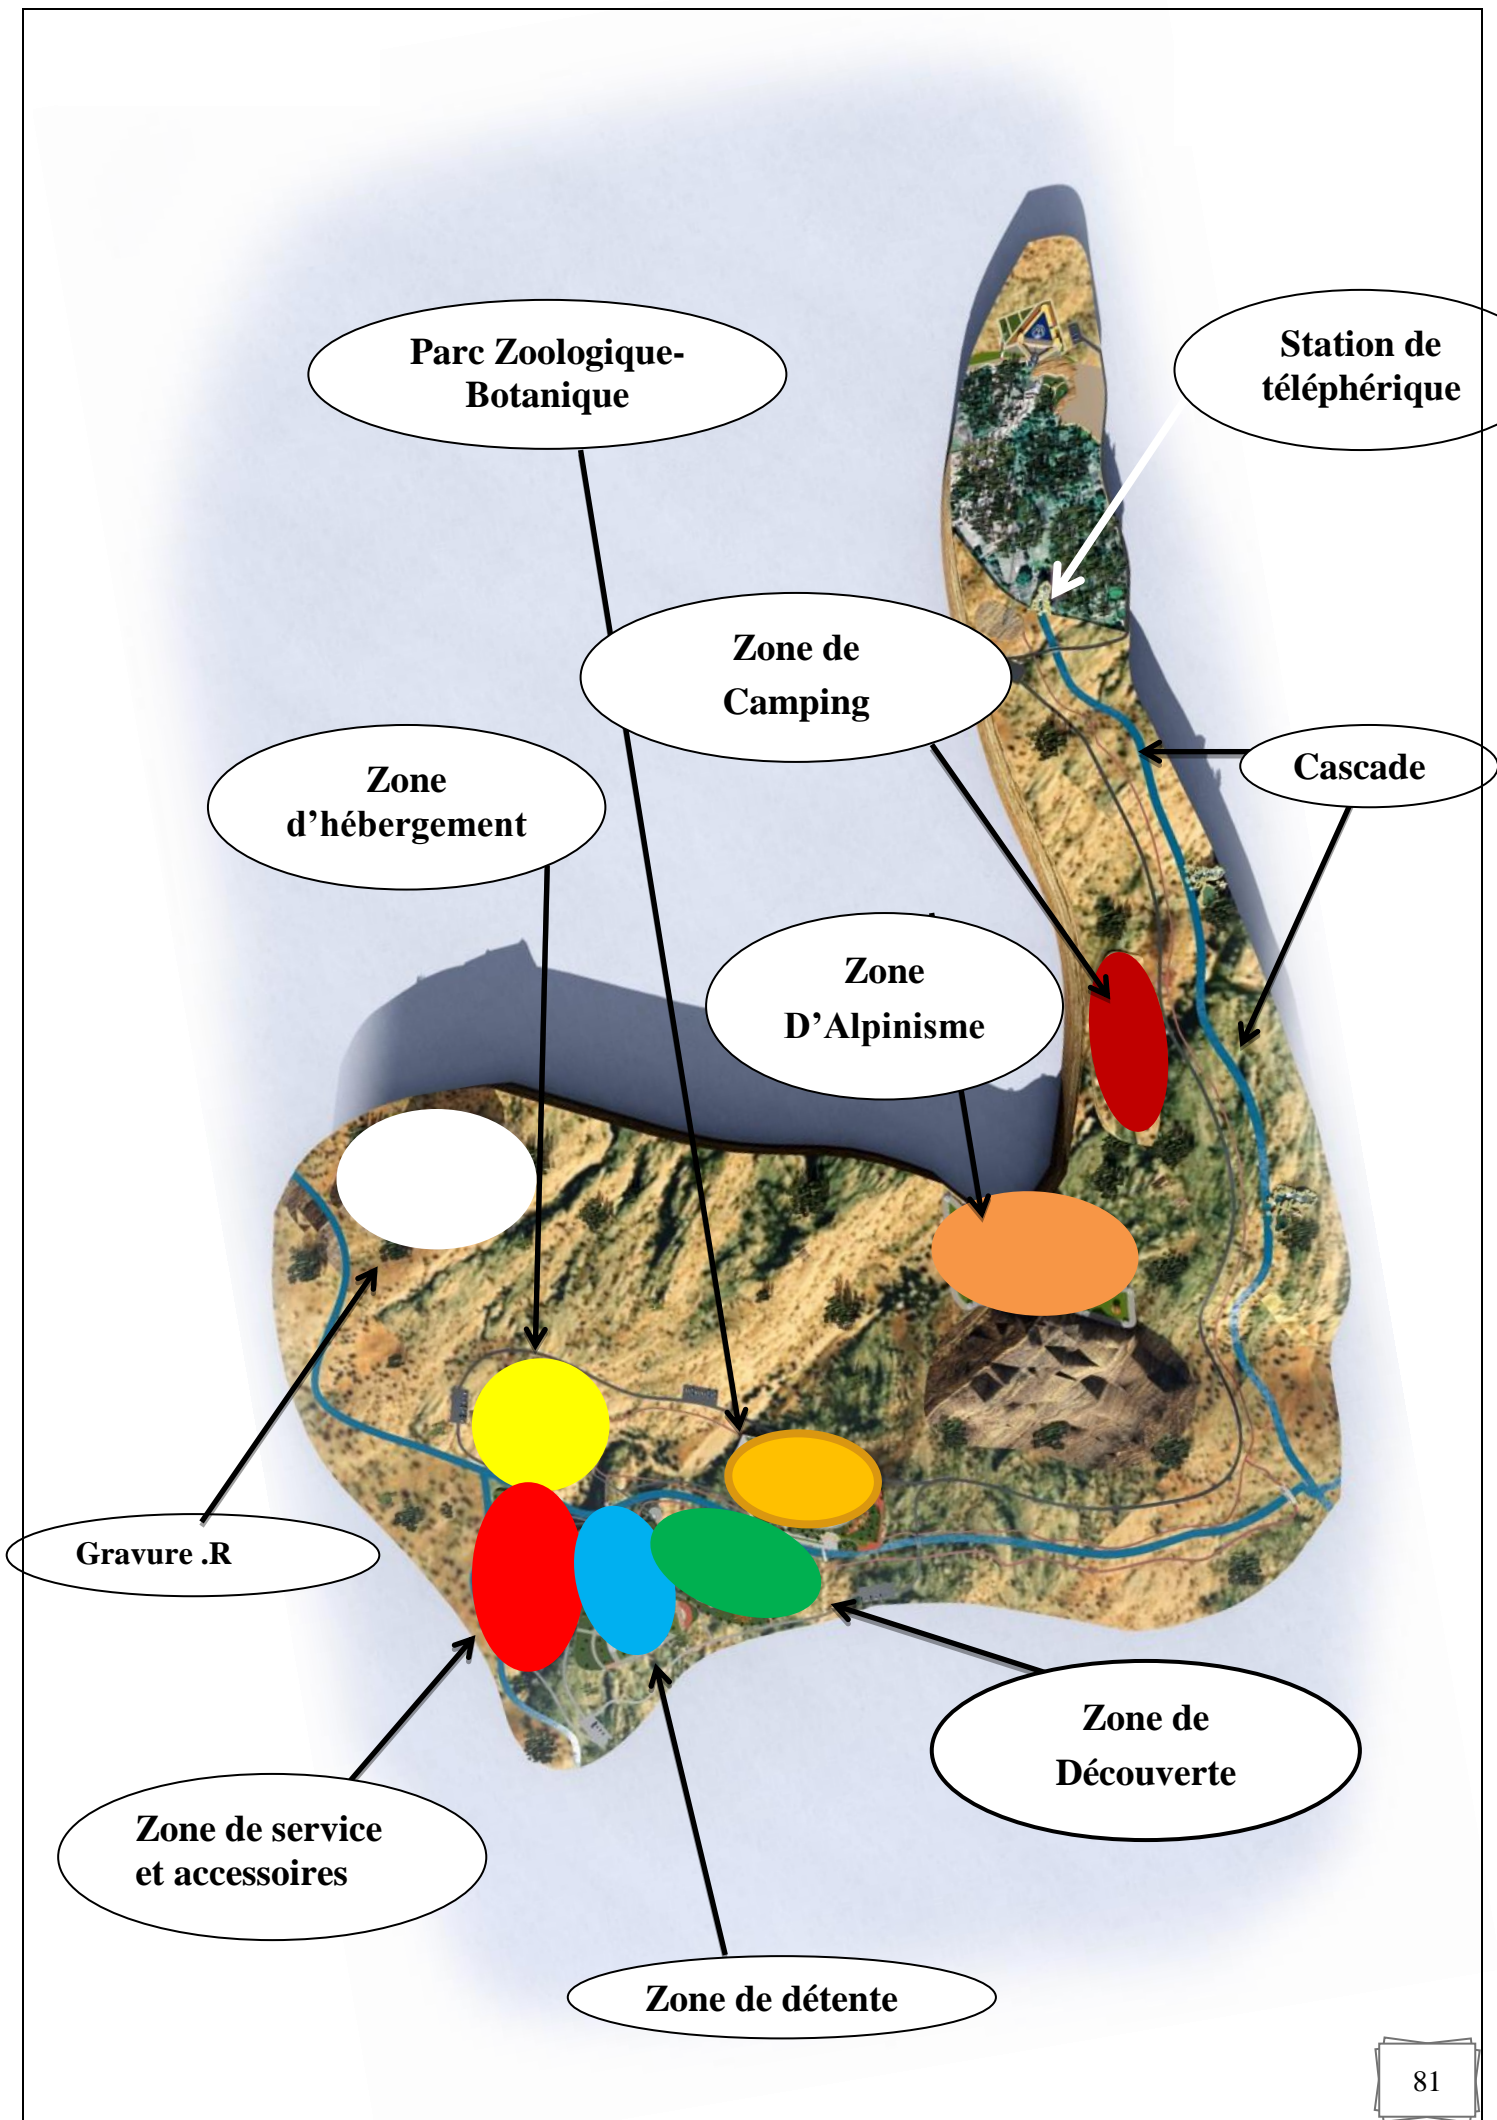 Station de
téléphérique
Parc Zoologique-
Botanique
Zone de
Camping
Cascade
Zone
d’hébergement
Zone
D’Alpinisme
Gravure .R
Zone de
Découverte
Zone de service
et accessoires
Zone de détente
81